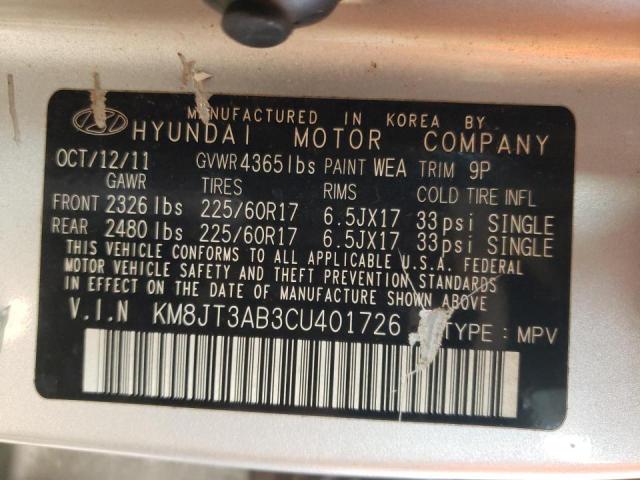 MANUFACTURED IN KOREA BY
HYUNDAI MOTOR COMPANY
OCT/12/11 GVWR 4365lbs PAINT WEA TRIM 9P
GAWR TIRES RIMS COLD TIRE INFL
FRONT 2326 lbs 225/60R17 6.5JX17 33psi SINGLE
REAR 2480 lbs 225/60R17 6.5JX17 33psi SINGLE
THIS VEHICLE CONFORMS TO ALL APPLICABLE U.S.A. FEDERAL
MOTOR VEHICLE SAFETY AND THEFT PREVENTION STANDARDS
IN EFFECT ON THE DATE OF MANUFACTURE SHOWN ABOVE.
V.I.N KM8JT3AB3CU401726 TYPE: MPV